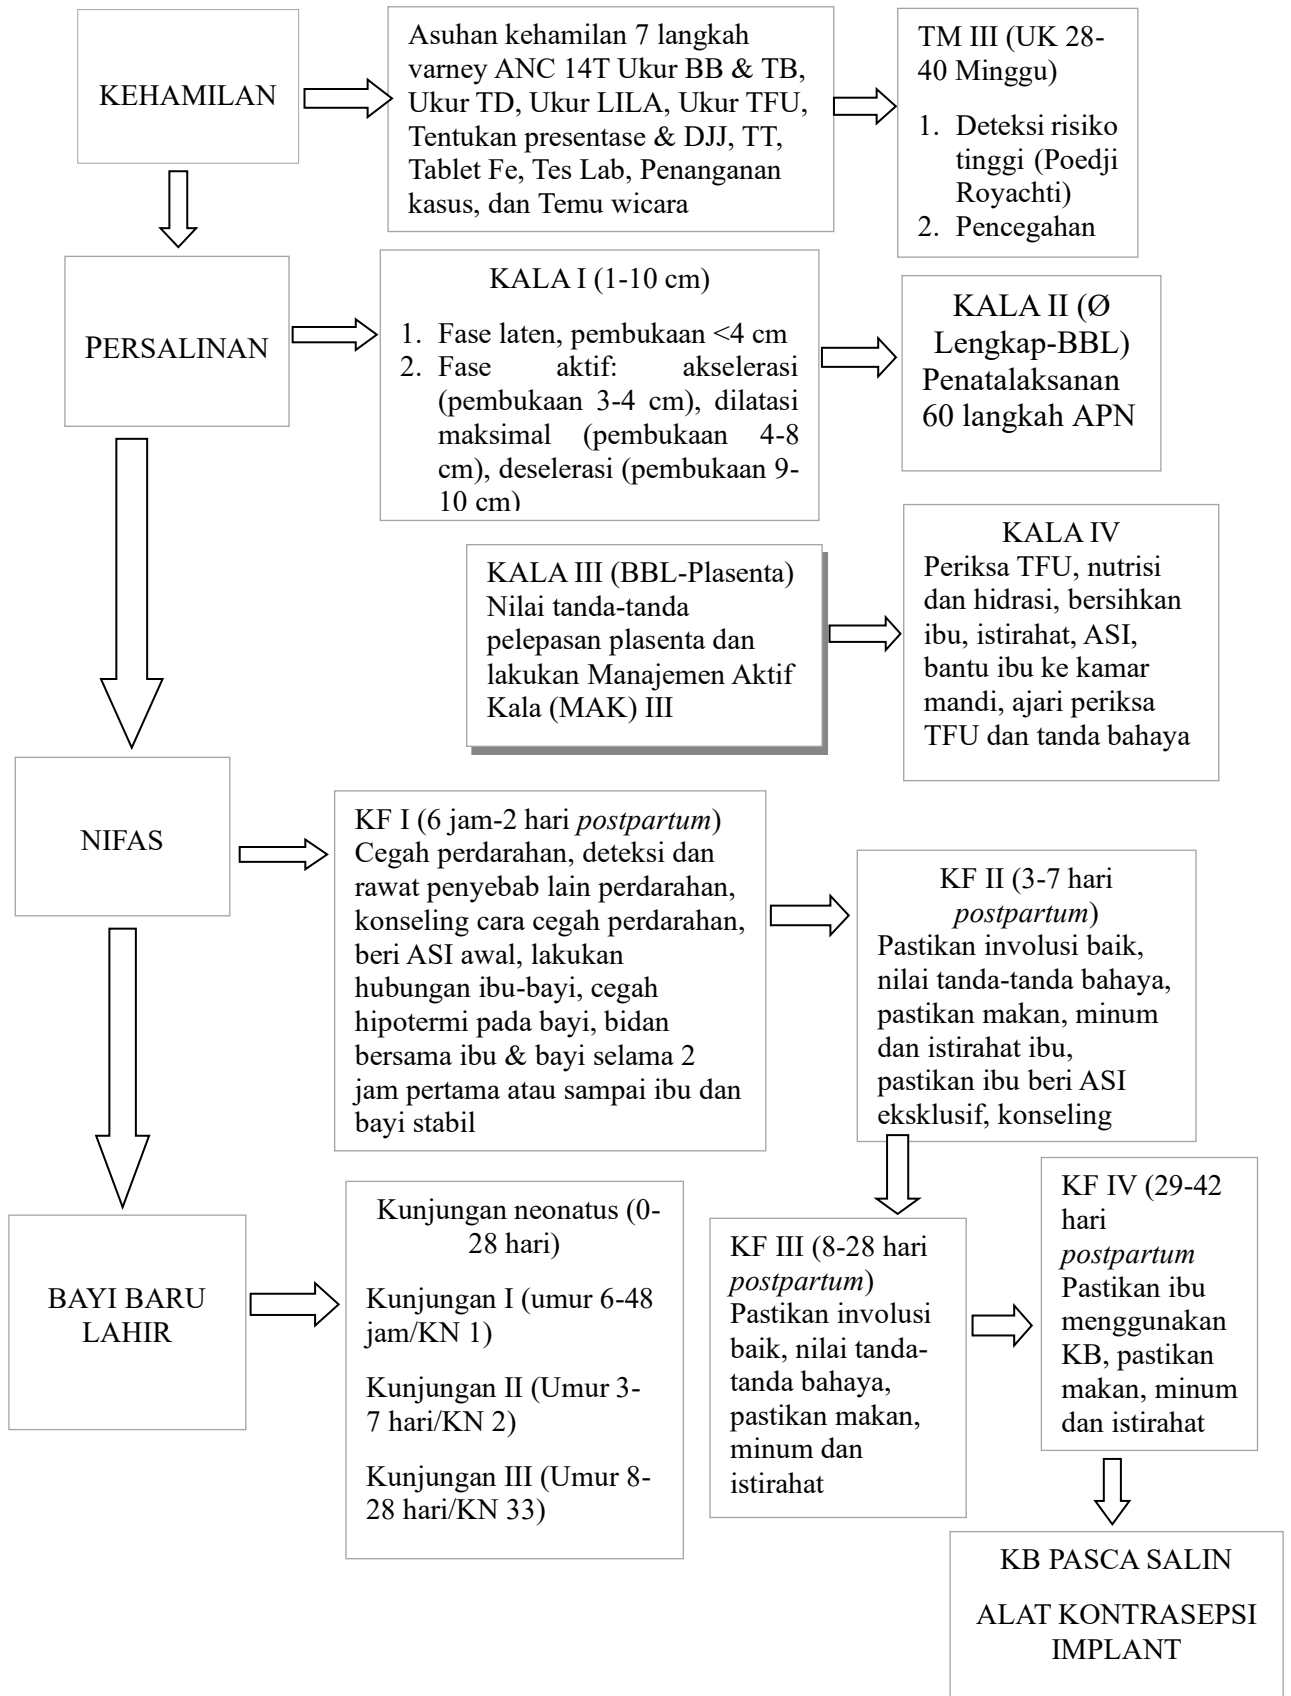 KEHAMILAN
Asuhan kehamilan 7 langkah
varney ANC 14T Ukur BB & TB,
Ukur TD, Ukur LILA, Ukur TFU,
Tentukan presentase & DJJ, TT,
Tablet Fe, Tes Lab, Penanganan
kasus, dan Temu wicara
TM III (UK 28-
40 Minggu)
1. Deteksi risiko
tinggi (Poedji
Royachti)
2. Pencegahan
PERSALINAN
KALA I (1-10 cm)
1. Fase laten, pembukaan <4 cm
2. Fase aktif: akselerasi
(pembukaan 3-4 cm), dilatasi
maksimal (pembukaan 4-8
cm), deselerasi (pembukaan 9-
10 cm)
KALA II (Ø
Lengkap-BBL)
Penatalaksanan
60 langkah APN
KALA III (BBL-Plasenta)
Nilai tanda-tanda
pelepasan plasenta dan
lakukan Manajemen Aktif
Kala (MAK) III
KALA IV
Periksa TFU, nutrisi
dan hidrasi, bersihkan
ibu, istirahat, ASI,
bantu ibu ke kamar
mandi, ajari periksa
TFU dan tanda bahaya
NIFAS
KF I (6 jam-2 hari postpartum)
Cegah perdarahan, deteksi dan
rawat penyebab lain perdarahan,
konseling cara cegah perdarahan,
beri ASI awal, lakukan
hubungan ibu-bayi, cegah
hipotermi pada bayi, bidan
bersama ibu & bayi selama 2
jam pertama atau sampai ibu dan
bayi stabil
KF II (3-7 hari
postpartum)
Pastikan involusi baik,
nilai tanda-tanda bahaya,
pastikan makan, minum
dan istirahat ibu,
pastikan ibu beri ASI
eksklusif, konseling
KF III (8-28 hari
postpartum)
Pastikan involusi
baik, nilai tanda-
tanda bahaya,
pastikan makan,
minum dan
istirahat
KF IV (29-42
hari
postpartum
Pastikan ibu
menggunakan
KB, pastikan
makan, minum
dan istirahat
BAYI BARU
LAHIR
Kunjungan neonatus (0-
28 hari)
Kunjungan I (umur 6-48
jam/KN 1)
Kunjungan II (Umur 3-
7 hari/KN 2)
Kunjungan III (Umur 8-
28 hari/KN 33)
KB PASCA SALIN
ALAT KONTRASEPSI
IMPLANT